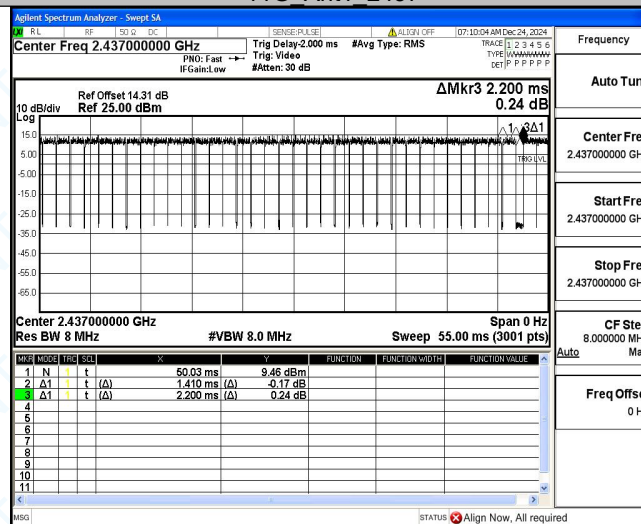 Agilent Spectrum Analyzer - Swept SA
RL RF 50 Ω DC SENSE:PULSE ALIGN OFF 07:10:04 AM Dec 24, 2024
Center Freq 2.437000000 GHz
PNO: Fast
IFGain:Low
Trig Delay-2.000 ms
Trig: Video
#Atten: 30 dB
#Avg Type: RMS
TRACE 1 2 3 4 5 6
TYPE
DET P P P P P P
Frequency
Ref Offset 14.31 dB
10 dB/div Ref 25.00 dBm
ΔMkr3 2.200 ms
0.24 dB
Log
15.0
5.00
-5.00
-15.0
-25.0
-35.0
-45.0
-55.0
-65.0
1 3Δ1
TRIG LVL
Center 2.437000000 GHz Span 0 Hz
Res BW 8 MHz #VBW 8.0 MHz Sweep 55.00 ms (3001 pts)
MKR MODE TRC SCL X Y FUNCTION FUNCTION WIDTH FUNCTION VALUE
1 N 1 t 50.03 ms 9.46 dBm
2 Δ1 1 t (Δ) 1.410 ms (Δ) -0.17 dB
3 Δ1 1 t (Δ) 2.200 ms (Δ) 0.24 dB
4
5
6
7
8
9
10
11
Auto Tun
Center Fre
2.437000000 GH
Start Fre
2.437000000 GH
Stop Fre
2.437000000 GH
CF Ste
8.000000 MH
Auto Ma
Freq Offse
0 H
MSG STATUS Align Now, All required